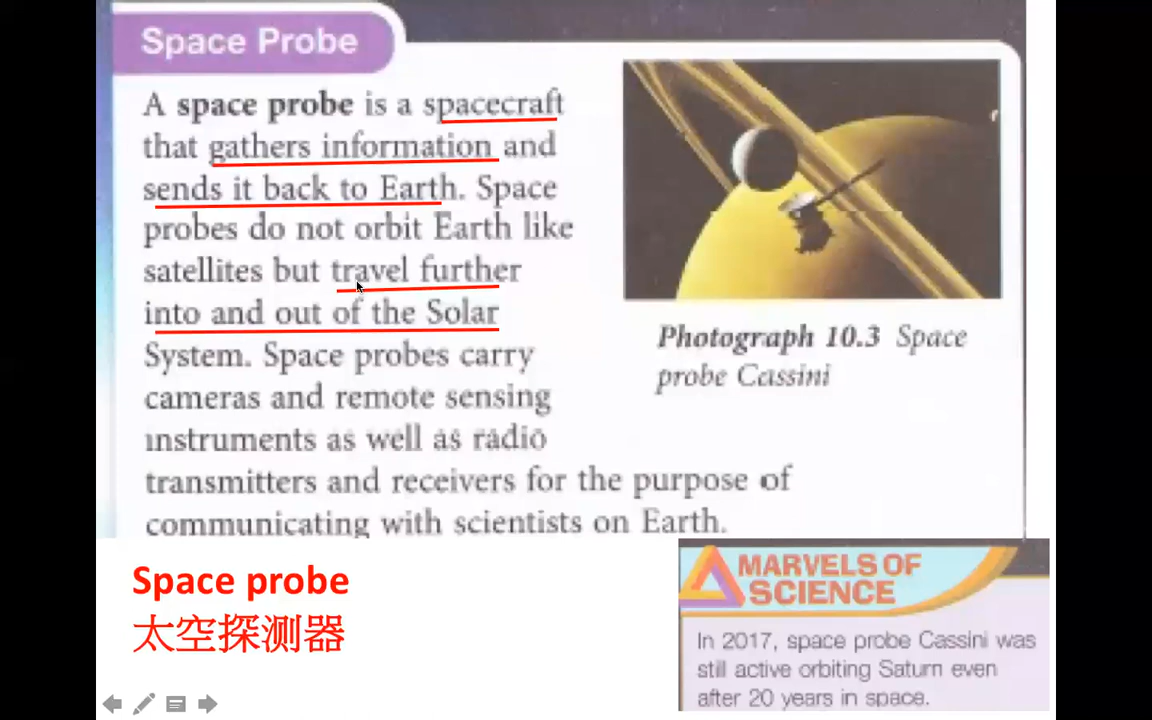 Space Probe
A space probe is a spacecraft
that gathers information and
sends it back to Earth. Space
probes do not orbit Earth like
satellites but travel further
into and out of the Solar
System. Space probes carry
cameras and remote sensing
instruments as well as radio
transmitters and receivers for the purpose of
communicating with scientists on Earth.
Photograph 10.3 Space
probe Cassini
Space probe
太空探测器
MARVELS OF
SCIENCE
In 2017, space probe Cassini was
still active orbiting Saturn even
after 20 years in space.